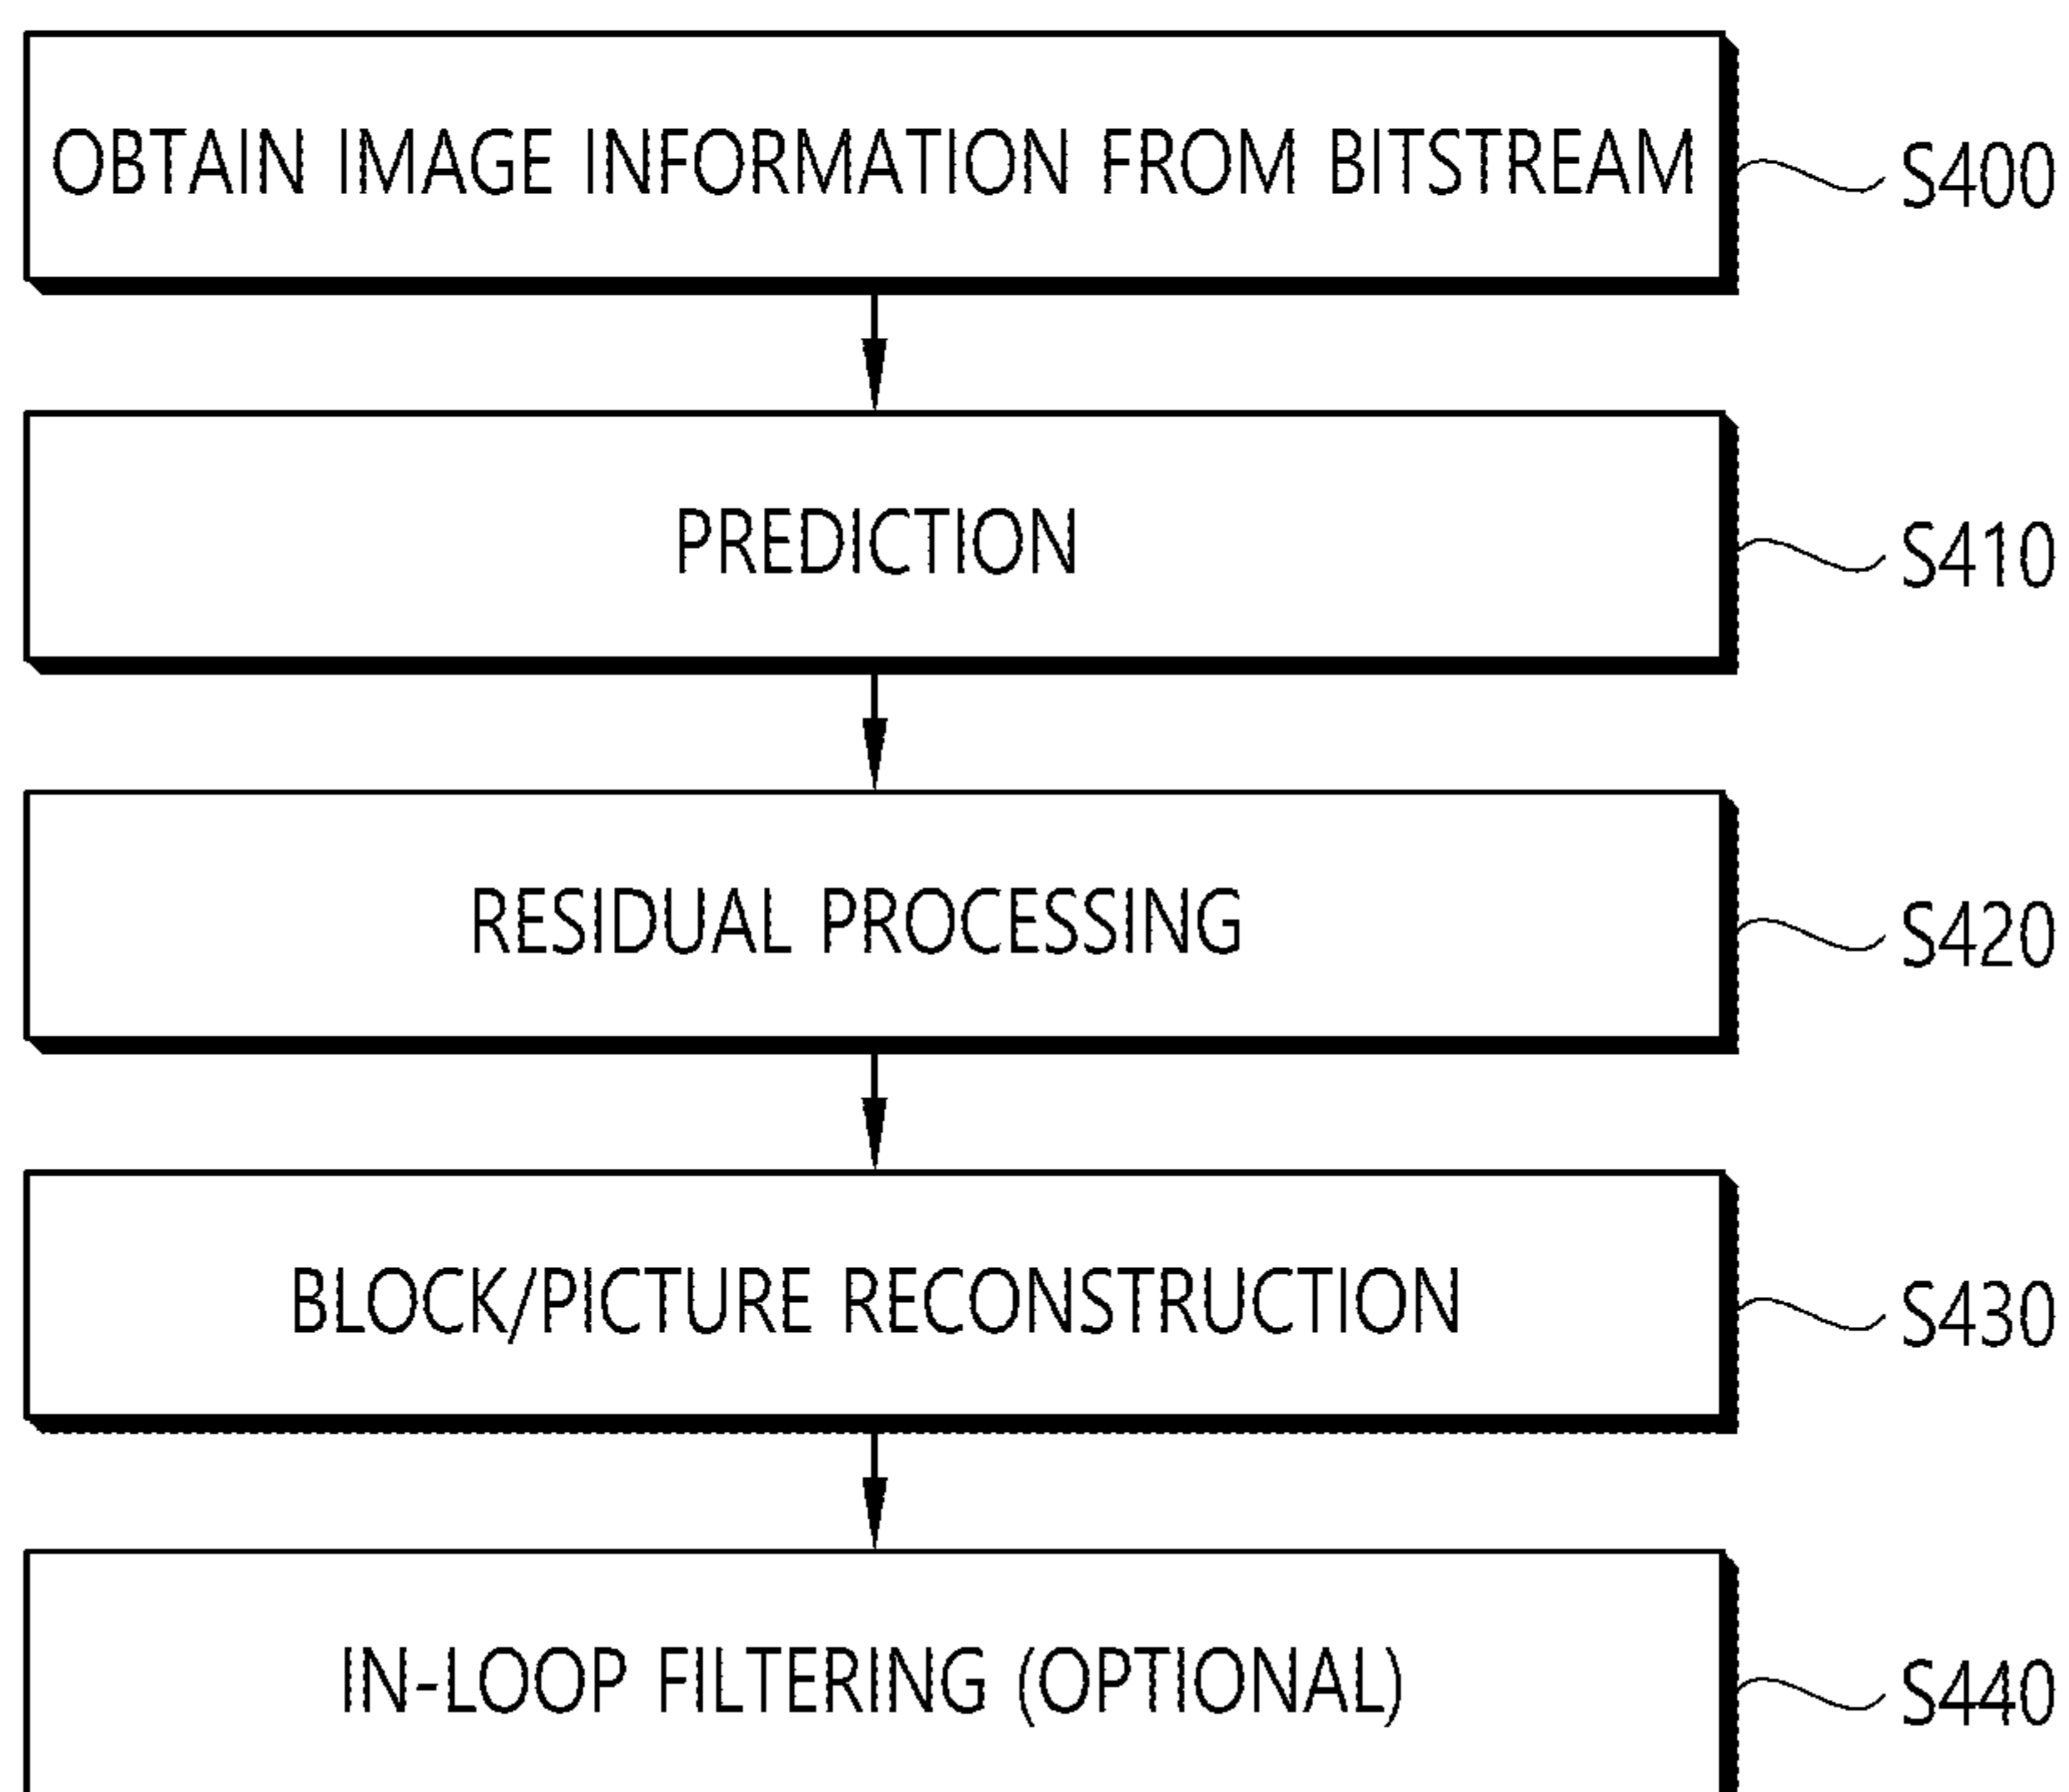 OBTAIN IMAGE INFORMATION FROM BITSTREAM
S400
PREDICTION
S410
RESIDUAL PROCESSING
S420
BLOCK/PICTURE RECONSTRUCTION
S430
IN-LOOP FILTERING (OPTIONAL)
S440